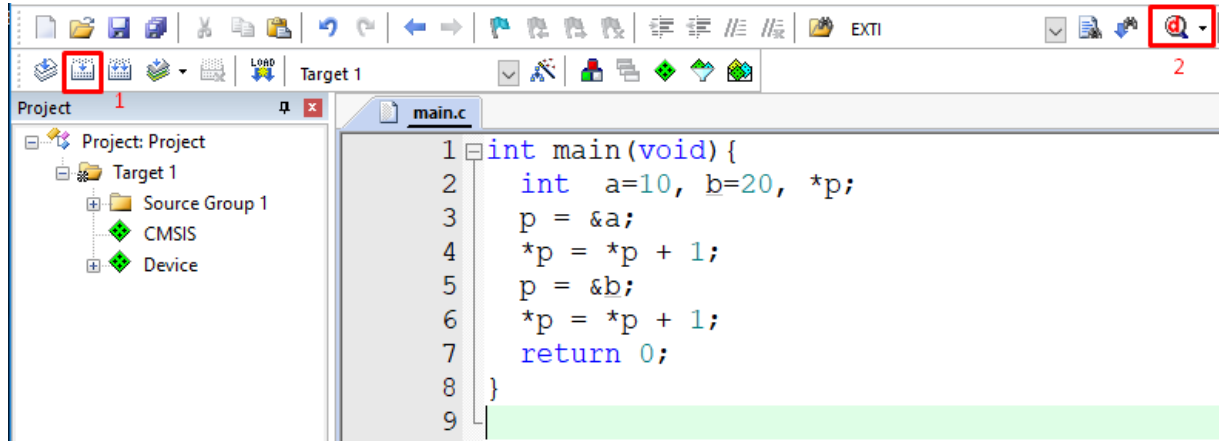 EXTI
2
LOAD
Target 1
1
Project
main.c
Project: Project
Target 1
Source Group 1
CMSIS
Device
1 int main(void){
2 int  a=10, b=20, *p;
3 p = &a;
4 *p = *p + 1;
5 p = &b;
6 *p = *p + 1;
7 return 0;
8 }
9